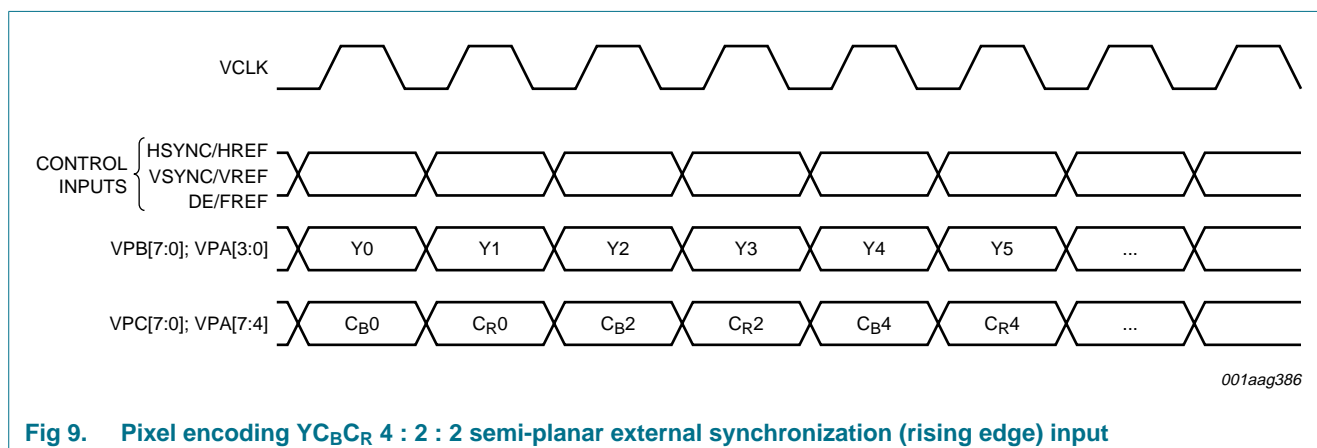 VCLK
CONTROL INPUTS
HSYNC/HREF
VSYNC/VREF
DE/FREF
VPB[7:0]; VPA[3:0] Y0 Y1 Y2 Y3 Y4 Y5 ...
VPC[7:0]; VPA[7:4] CB0 CR0 CB2 CR2 CB4 CR4 ...
001aag386
Fig 9. Pixel encoding YCBCR 4 : 2 : 2 semi-planar external synchronization (rising edge) input